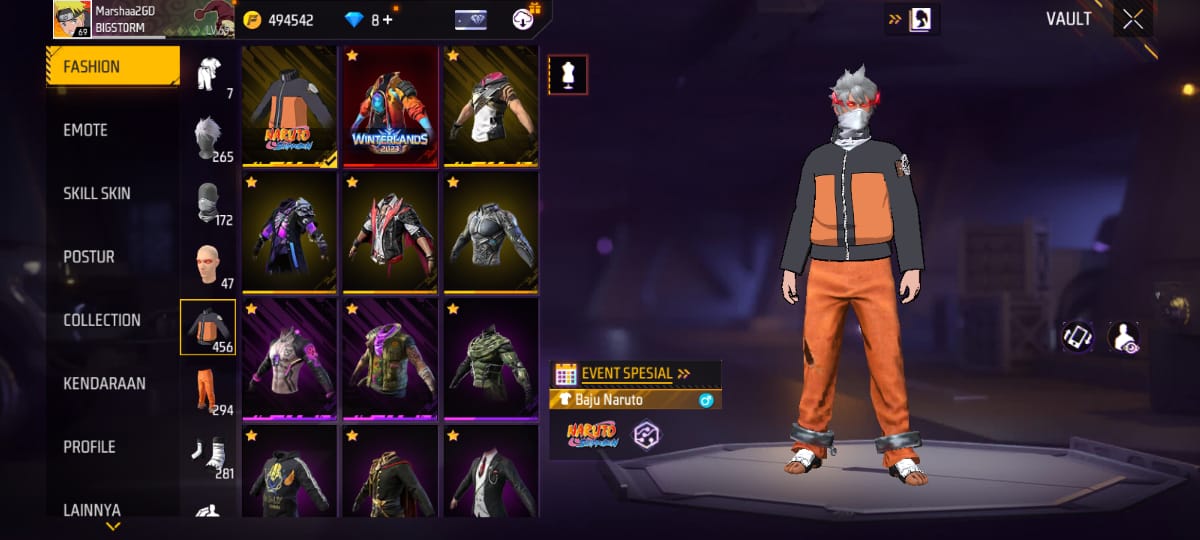 Marshaa2GD
BIGSTORM
69
494542
8+
VAULT
FASHION
EMOTE
SKILL SKIN
POSTUR
COLLECTION
KENDARAAN
PROFILE
LAINNYA
7
265
172
47
456
294
281
NARUTO
WINTERLANDS
2023
EVENT SPESIAL
Baju Naruto
NARUTO